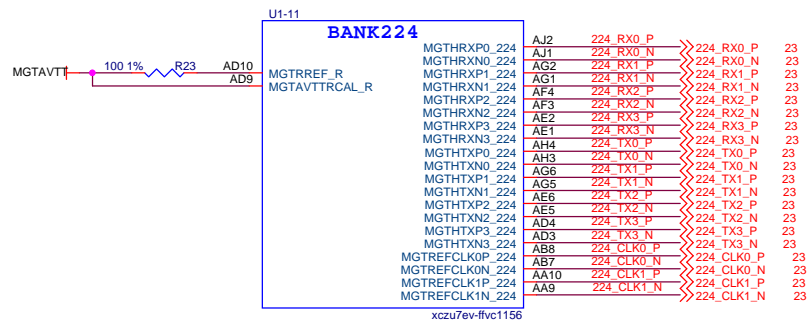 U1-11
BANK224
MGTAVTT
100 1% R23 AD10 MGTRREF_R
AD9 MGTAVTTRCAL_R
MGTHRXP0_224 AJ2 224_RX0_P 224_RX0_P 23
MGTHRXN0_224 AJ1 224_RX0_N 224_RX0_N 23
MGTHRXP1_224 AG2 224_RX1_P 224_RX1_P 23
MGTHRXN1_224 AG1 224_RX1_N 224_RX1_N 23
MGTHRXP2_224 AF4 224_RX2_P 224_RX2_P 23
MGTHRXN2_224 AF3 224_RX2_N 224_RX2_N 23
MGTHRXP3_224 AE2 224_RX3_P 224_RX3_P 23
MGTHRXN3_224 AE1 224_RX3_N 224_RX3_N 23
MGTHTXP0_224 AH4 224_TX0_P 224_TX0_P 23
MGTHTXN0_224 AH3 224_TX0_N 224_TX0_N 23
MGTHTXP1_224 AG6 224_TX1_P 224_TX1_P 23
MGTHTXN1_224 AG5 224_TX1_N 224_TX1_N 23
MGTHTXP2_224 AE6 224_TX2_P 224_TX2_P 23
MGTHTXN2_224 AE5 224_TX2_N 224_TX2_N 23
MGTHTXP3_224 AD4 224_TX3_P 224_TX3_P 23
MGTHTXN3_224 AD3 224_TX3_N 224_TX3_N 23
MGTREFCLK0P_224 AB8 224_CLK0_P 224_CLK0_P 23
MGTREFCLK0N_224 AB7 224_CLK0_N 224_CLK0_N 23
MGTREFCLK1P_224 AA10 224_CLK1_P 224_CLK1_P 23
MGTREFCLK1N_224 AA9 224_CLK1_N 224_CLK1_N 23
xczu7ev-ffvc1156